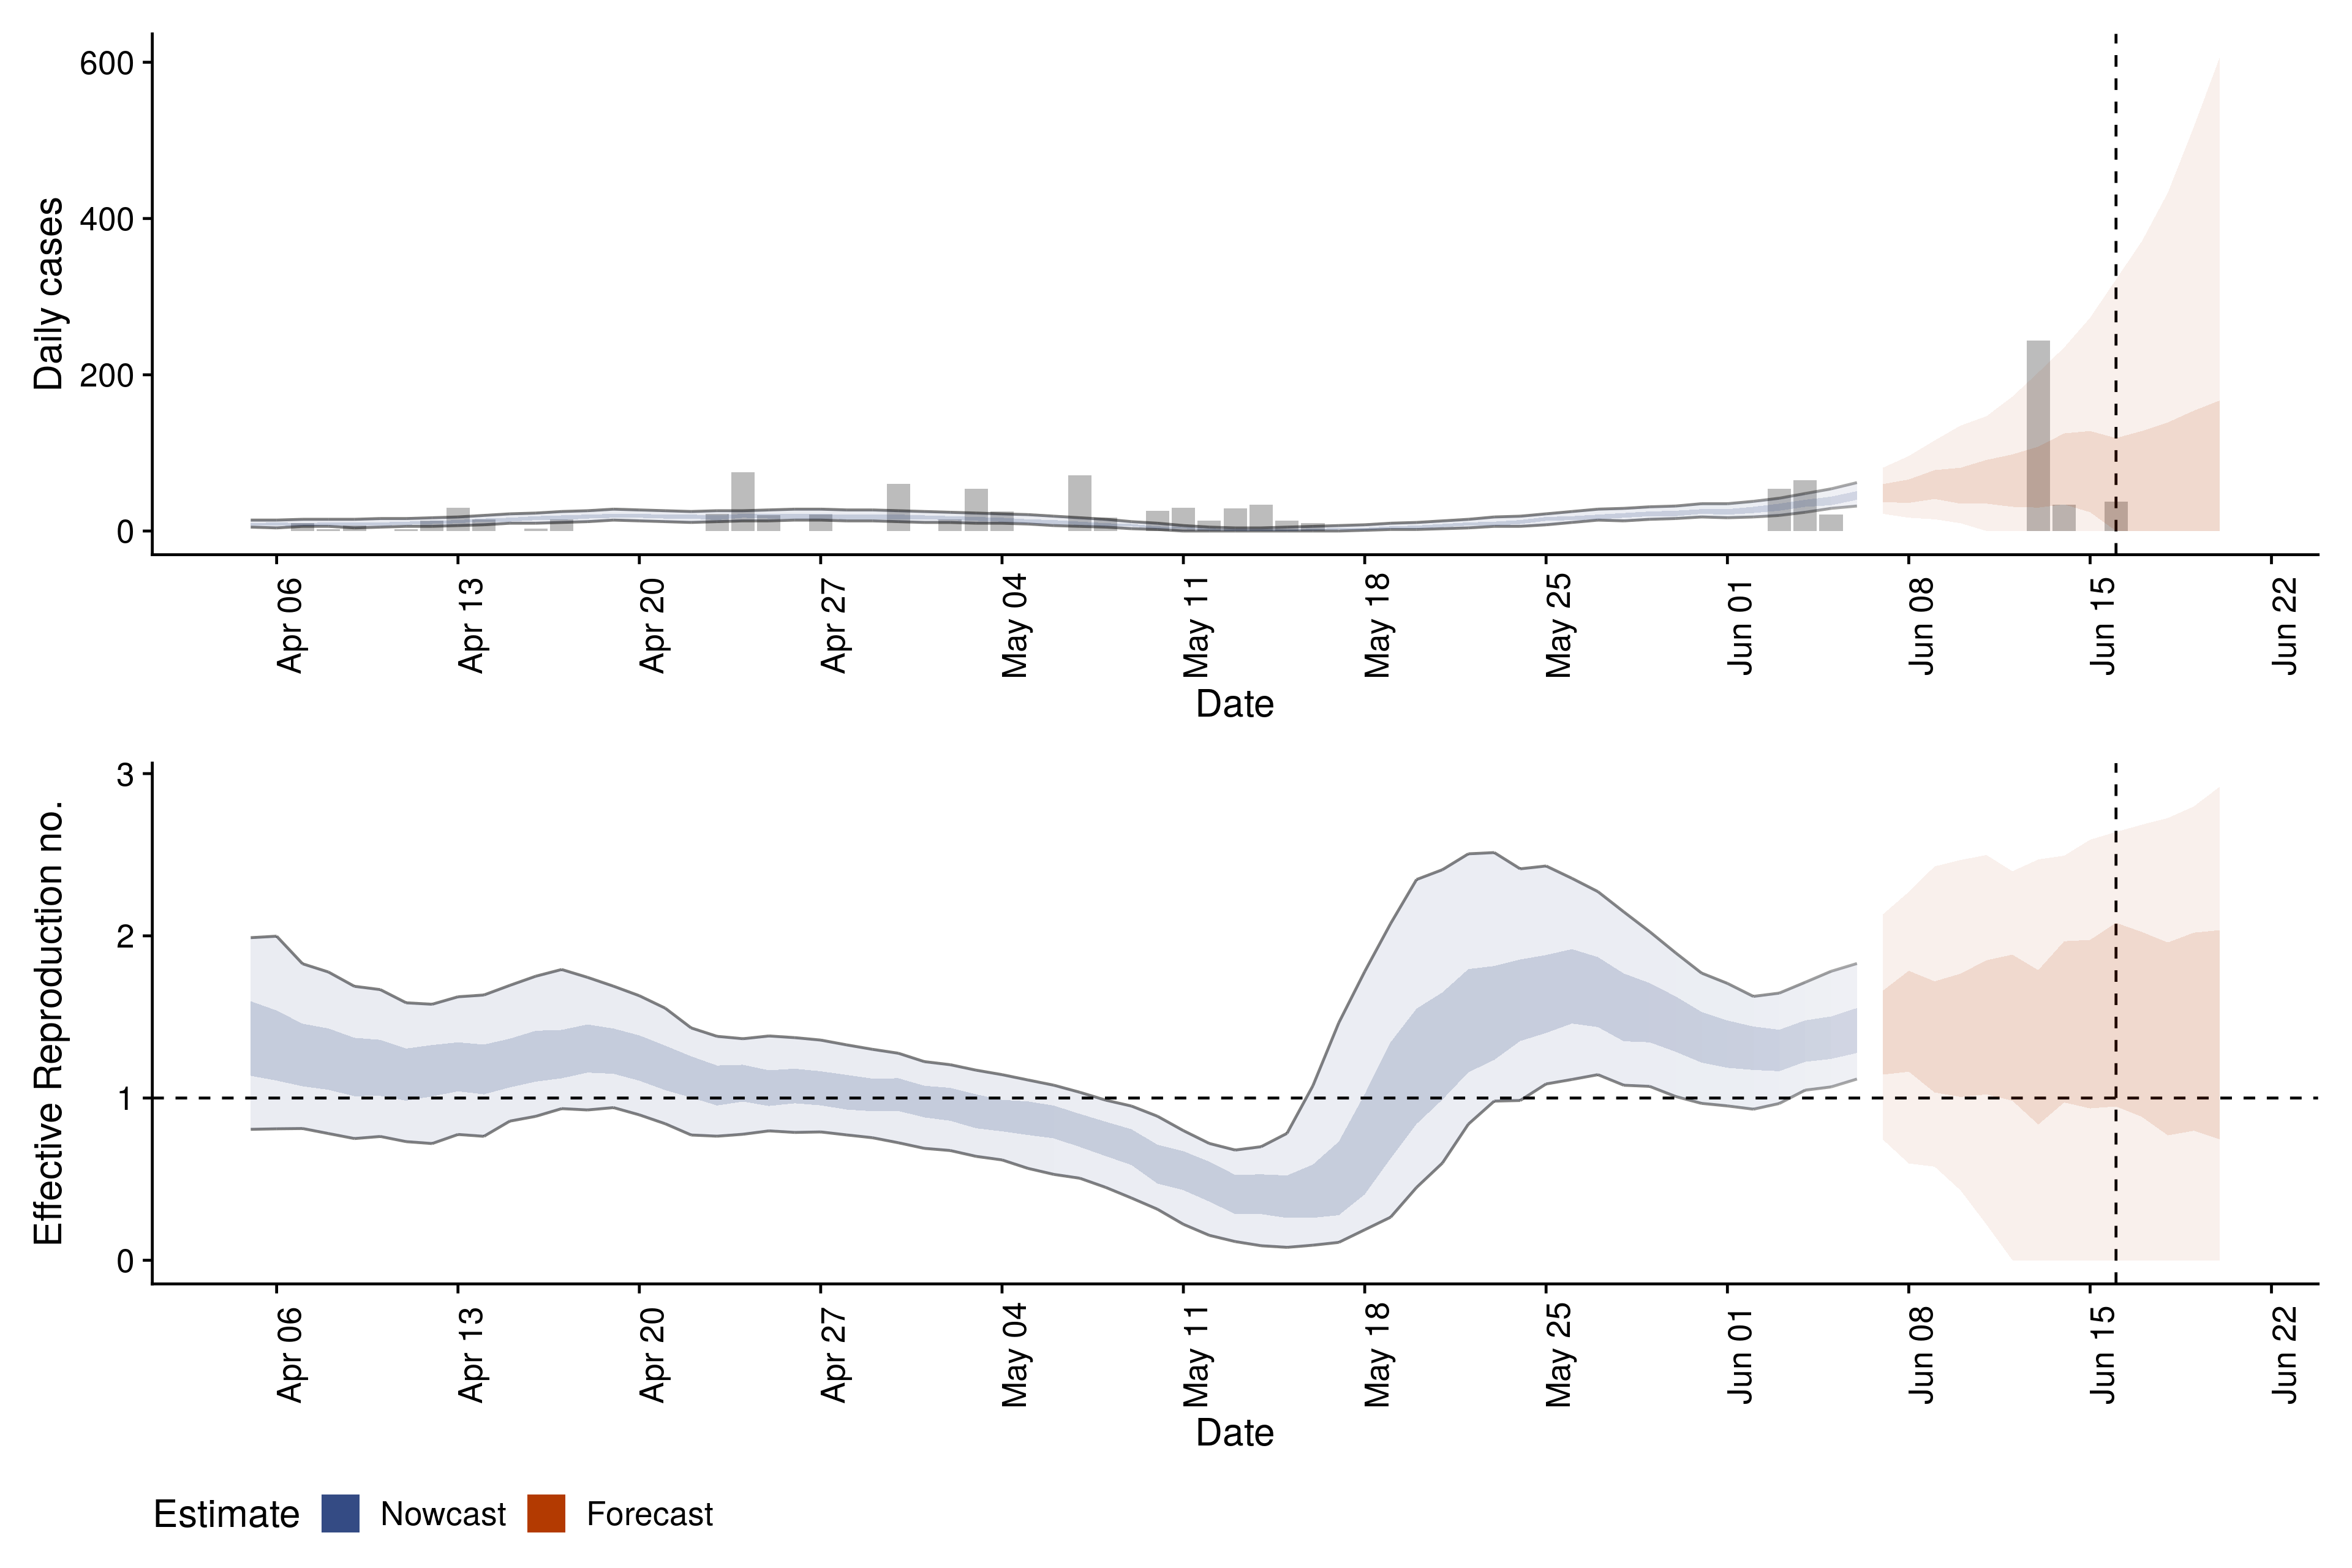 Daily cases
600
400
200
0
Apr 06
Apr 13
Apr 20
Apr 27
May 04
May 11
May 18
May 25
Jun 01
Jun 08
Jun 15
Jun 22
Date
Effective Reproduction no.
3
2
1
0
Apr 06
Apr 13
Apr 20
Apr 27
May 04
May 11
May 18
May 25
Jun 01
Jun 08
Jun 15
Jun 22
Date
Estimate Nowcast Forecast